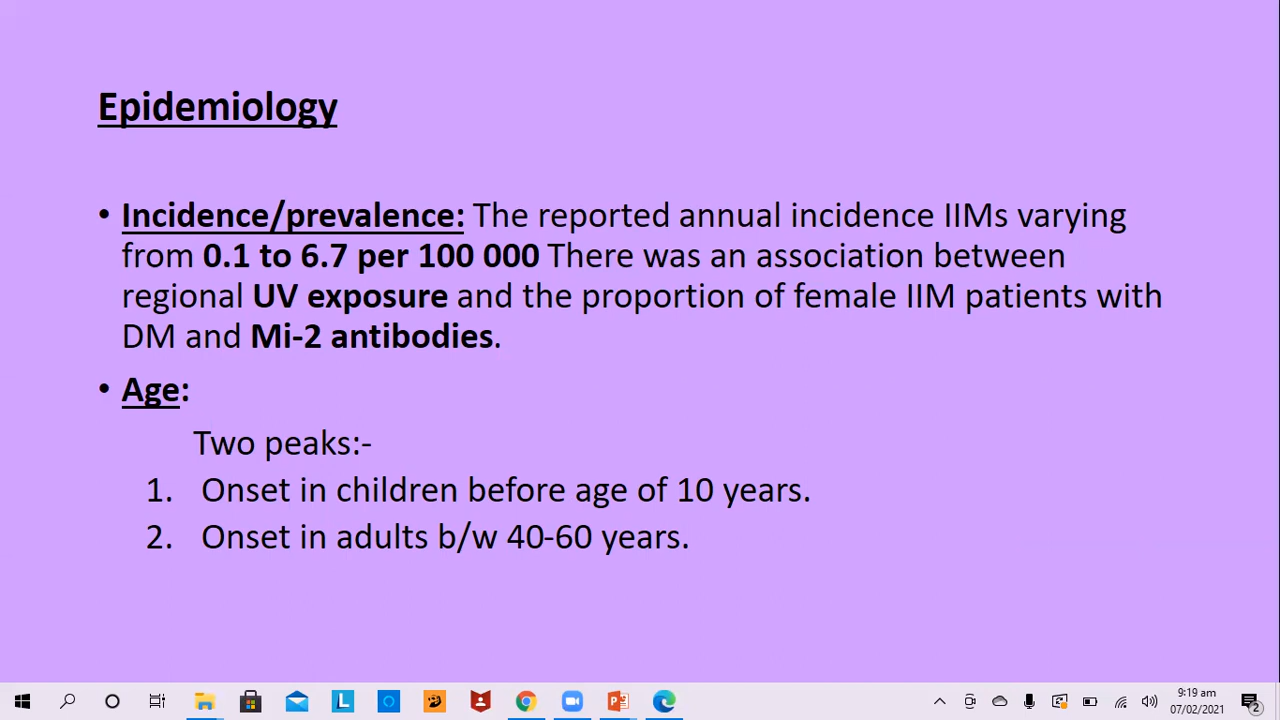 Epidemiology
• Incidence/prevalence: The reported annual incidence IIMs varying
from 0.1 to 6.7 per 100 000 There was an association between
regional UV exposure and the proportion of female IIM patients with
DM and Mi-2 antibodies.
• Age:
Two peaks:-
1. Onset in children before age of 10 years.
2. Onset in adults b/w 40-60 years.
L
9:19 am
07/02/2021
2